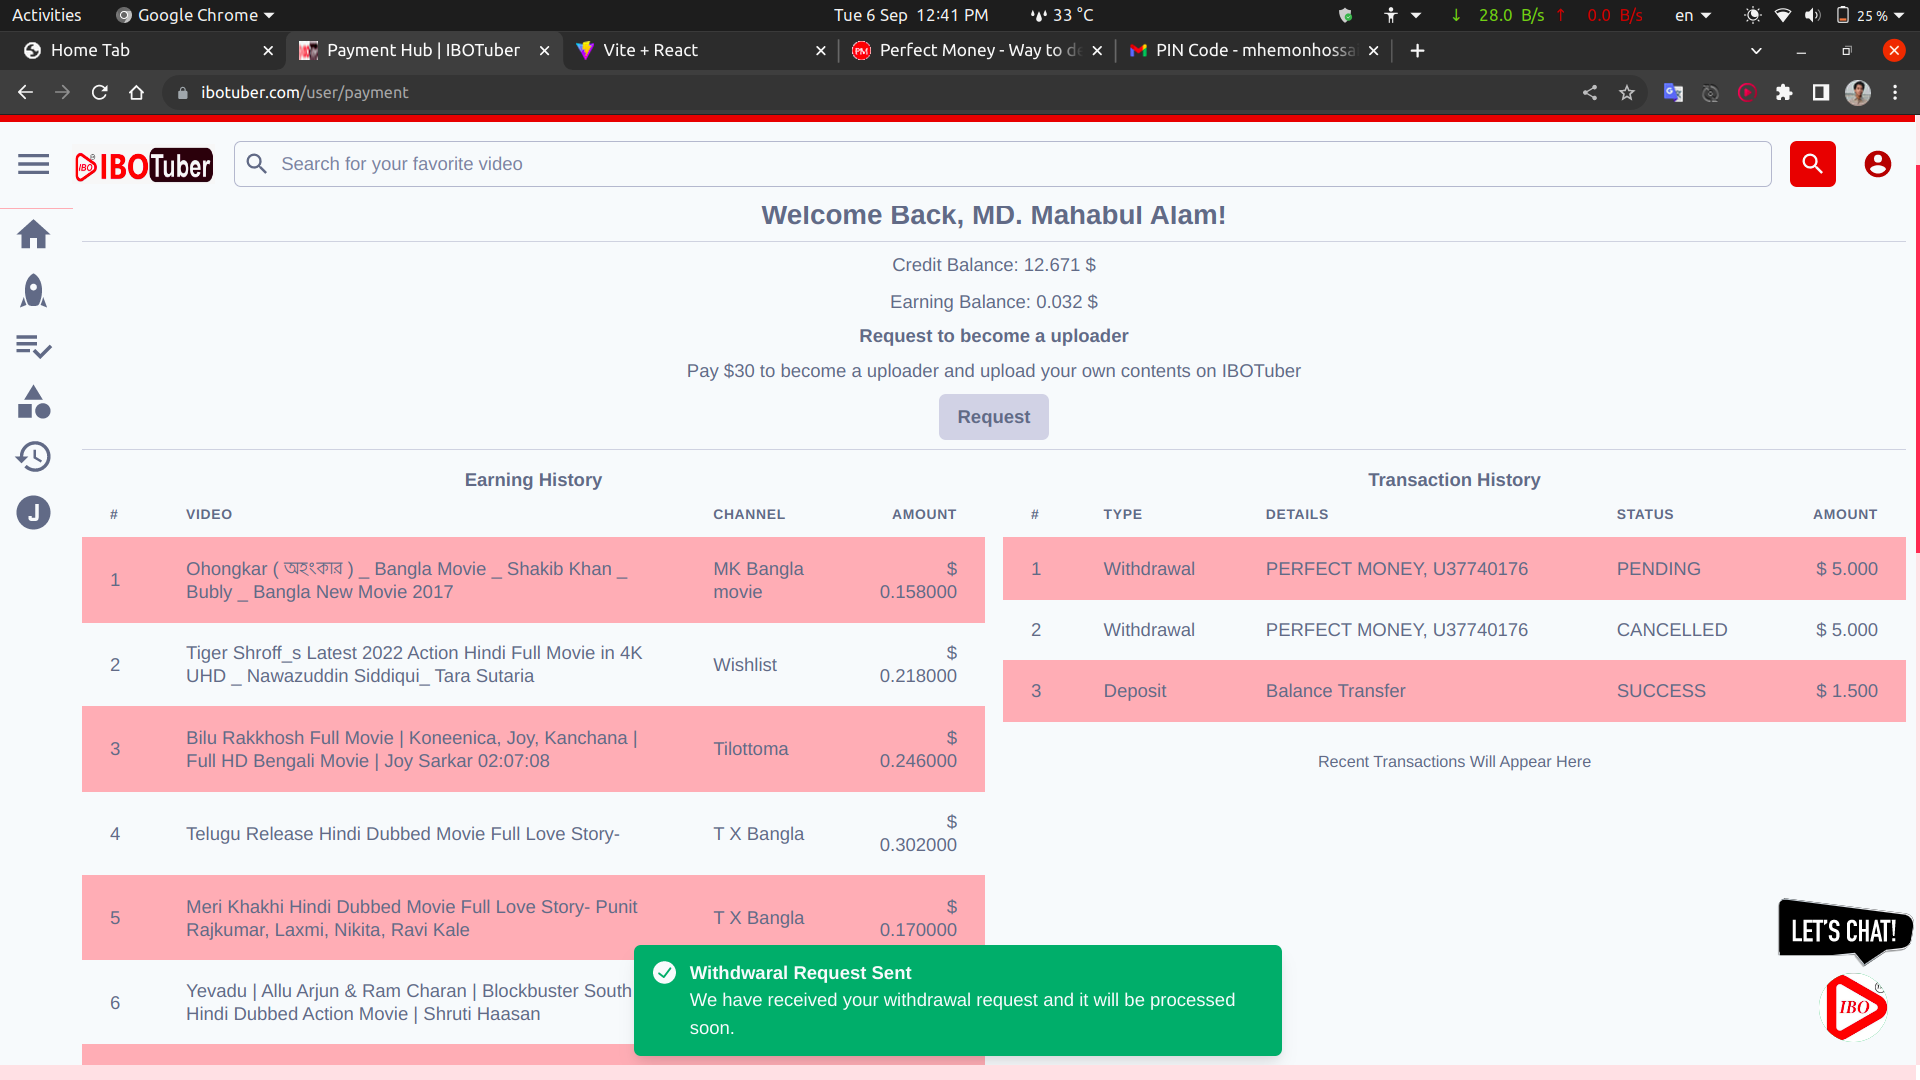 Activities
Google Chrome
Tue 6 Sep 12:41 PM
33 °C
↓ 28.0 B/s ↑ 0.0 B/s
en
25 %
Home Tab
Payment Hub | IBOTuber
Vite + React
Perfect Money - Way to de
PIN Code - mhemonhossa
ibotuber.com/user/payment
IBO IBOTuber
Search for your favorite video
Welcome Back, MD. Mahabul Alam!
Credit Balance: 12.671 $
Earning Balance: 0.032 $
Request to become a uploader
Pay $30 to become a uploader and upload your own contents on IBOTuber
Request
J
Earning History
# VIDEO CHANNEL AMOUNT
1 Ohongkar ( অহংকার ) _ Bangla Movie _ Shakib Khan _ MK Bangla $
Bubly _ Bangla New Movie 2017 movie 0.158000
2 Tiger Shroff_s Latest 2022 Action Hindi Full Movie in 4K Wishlist $
UHD _ Nawazuddin Siddiqui_ Tara Sutaria 0.218000
3 Bilu Rakkhosh Full Movie | Koneenica, Joy, Kanchana | Tilottoma $
Full HD Bengali Movie | Joy Sarkar 02:07:08 0.246000
4 Telugu Release Hindi Dubbed Movie Full Love Story- T X Bangla $
0.302000
5 Meri Khakhi Hindi Dubbed Movie Full Love Story- Punit T X Bangla $
Rajkumar, Laxmi, Nikita, Ravi Kale 0.170000
6 Yevadu | Allu Arjun & Ram Charan | Blockbuster South
Hindi Dubbed Action Movie | Shruti Haasan
Transaction History
# TYPE DETAILS STATUS AMOUNT
1 Withdrawal PERFECT MONEY, U37740176 PENDING $ 5.000
2 Withdrawal PERFECT MONEY, U37740176 CANCELLED $ 5.000
3 Deposit Balance Transfer SUCCESS $ 1.500
Recent Transactions Will Appear Here
Withdwaral Request Sent
We have received your withdrawal request and it will be processed
soon.
LET'S CHAT!
IBO